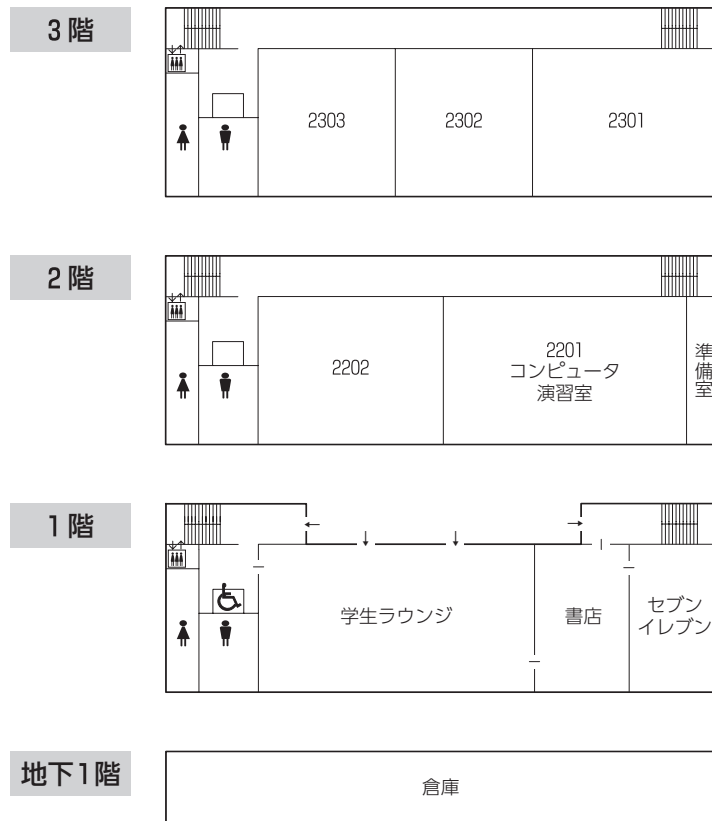 3階
2303
2302
2301
2階
2202
2201
コンピュータ
演習室
準備室
1階
学生ラウンジ
書店
セブン
イレブン
地下1階
倉庫